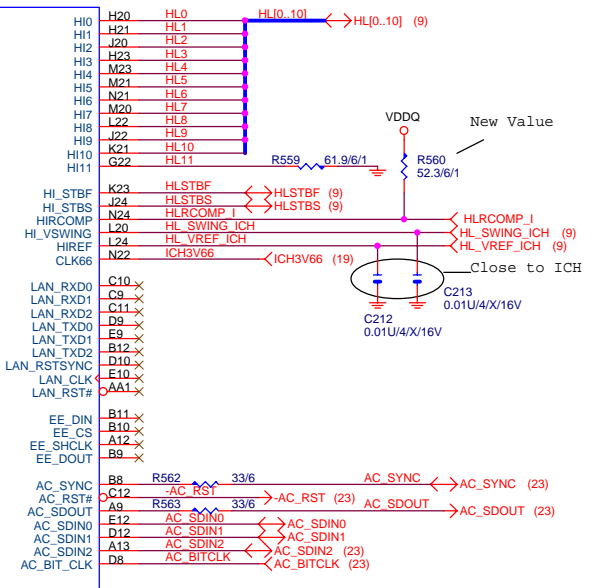 HI0 H20 HL0 HL[0..10] HL[0..10] (9)
HI1 H21 HL1
HI2 J20 HL2
HI3 H23 HL3
HI4 M23 HL4
HI5 M21 HL5
HI6 N21 HL6
HI7 M20 HL7
HI8 L22 HL8
HI9 J22 HL9
HI10 K21 HL10
HI11 G22 HL11 R559 61.9/6/1
VDDQ
New Value
R560
52.3/6/1
HI_STBF K23 HLSTBF HLSTBF (9)
HI_STBS J24 HLSTBS HLSTBS (9)
HIRCOMP N24 HLRCOMP_I HLRCOMP_I
HI_VSWING L20 HL_SWING_ICH HL_SWING_ICH (9)
HIREF L24 HL_VREF_ICH HL_VREF_ICH (9)
CLK66 N22 ICH3V66 ICH3V66 (19)
Close to ICH
C213
0.01U/4/X/16V
C212
0.01U/4/X/16V
LAN_RXD0 C10
LAN_RXD1 C9
LAN_RXD2 C11
LAN_TXD0 D9
LAN_TXD1 E9
LAN_TXD2 B12
LAN_RSTSYNC D10
LAN_CLK E10
LAN_RST# AA1
EE_DIN B11
EE_CS B10
EE_SHCLK A12
EE_DOUT B9
AC_SYNC B8 R562 33/6 AC_SYNC AC_SYNC (23)
AC_RST# C12 -AC_RST -AC_RST (23)
AC_SDOUT A9 R563 33/6 AC_SDOUT AC_SDOUT (23)
AC_SDIN0 E12 AC_SDIN0 AC_SDIN0
AC_SDIN1 D12 AC_SDIN1 AC_SDIN1
AC_SDIN2 A13 AC_SDIN2 AC_SDIN2 (23)
AC_BIT_CLK D8 AC_BITCLK AC_BITCLK (23)